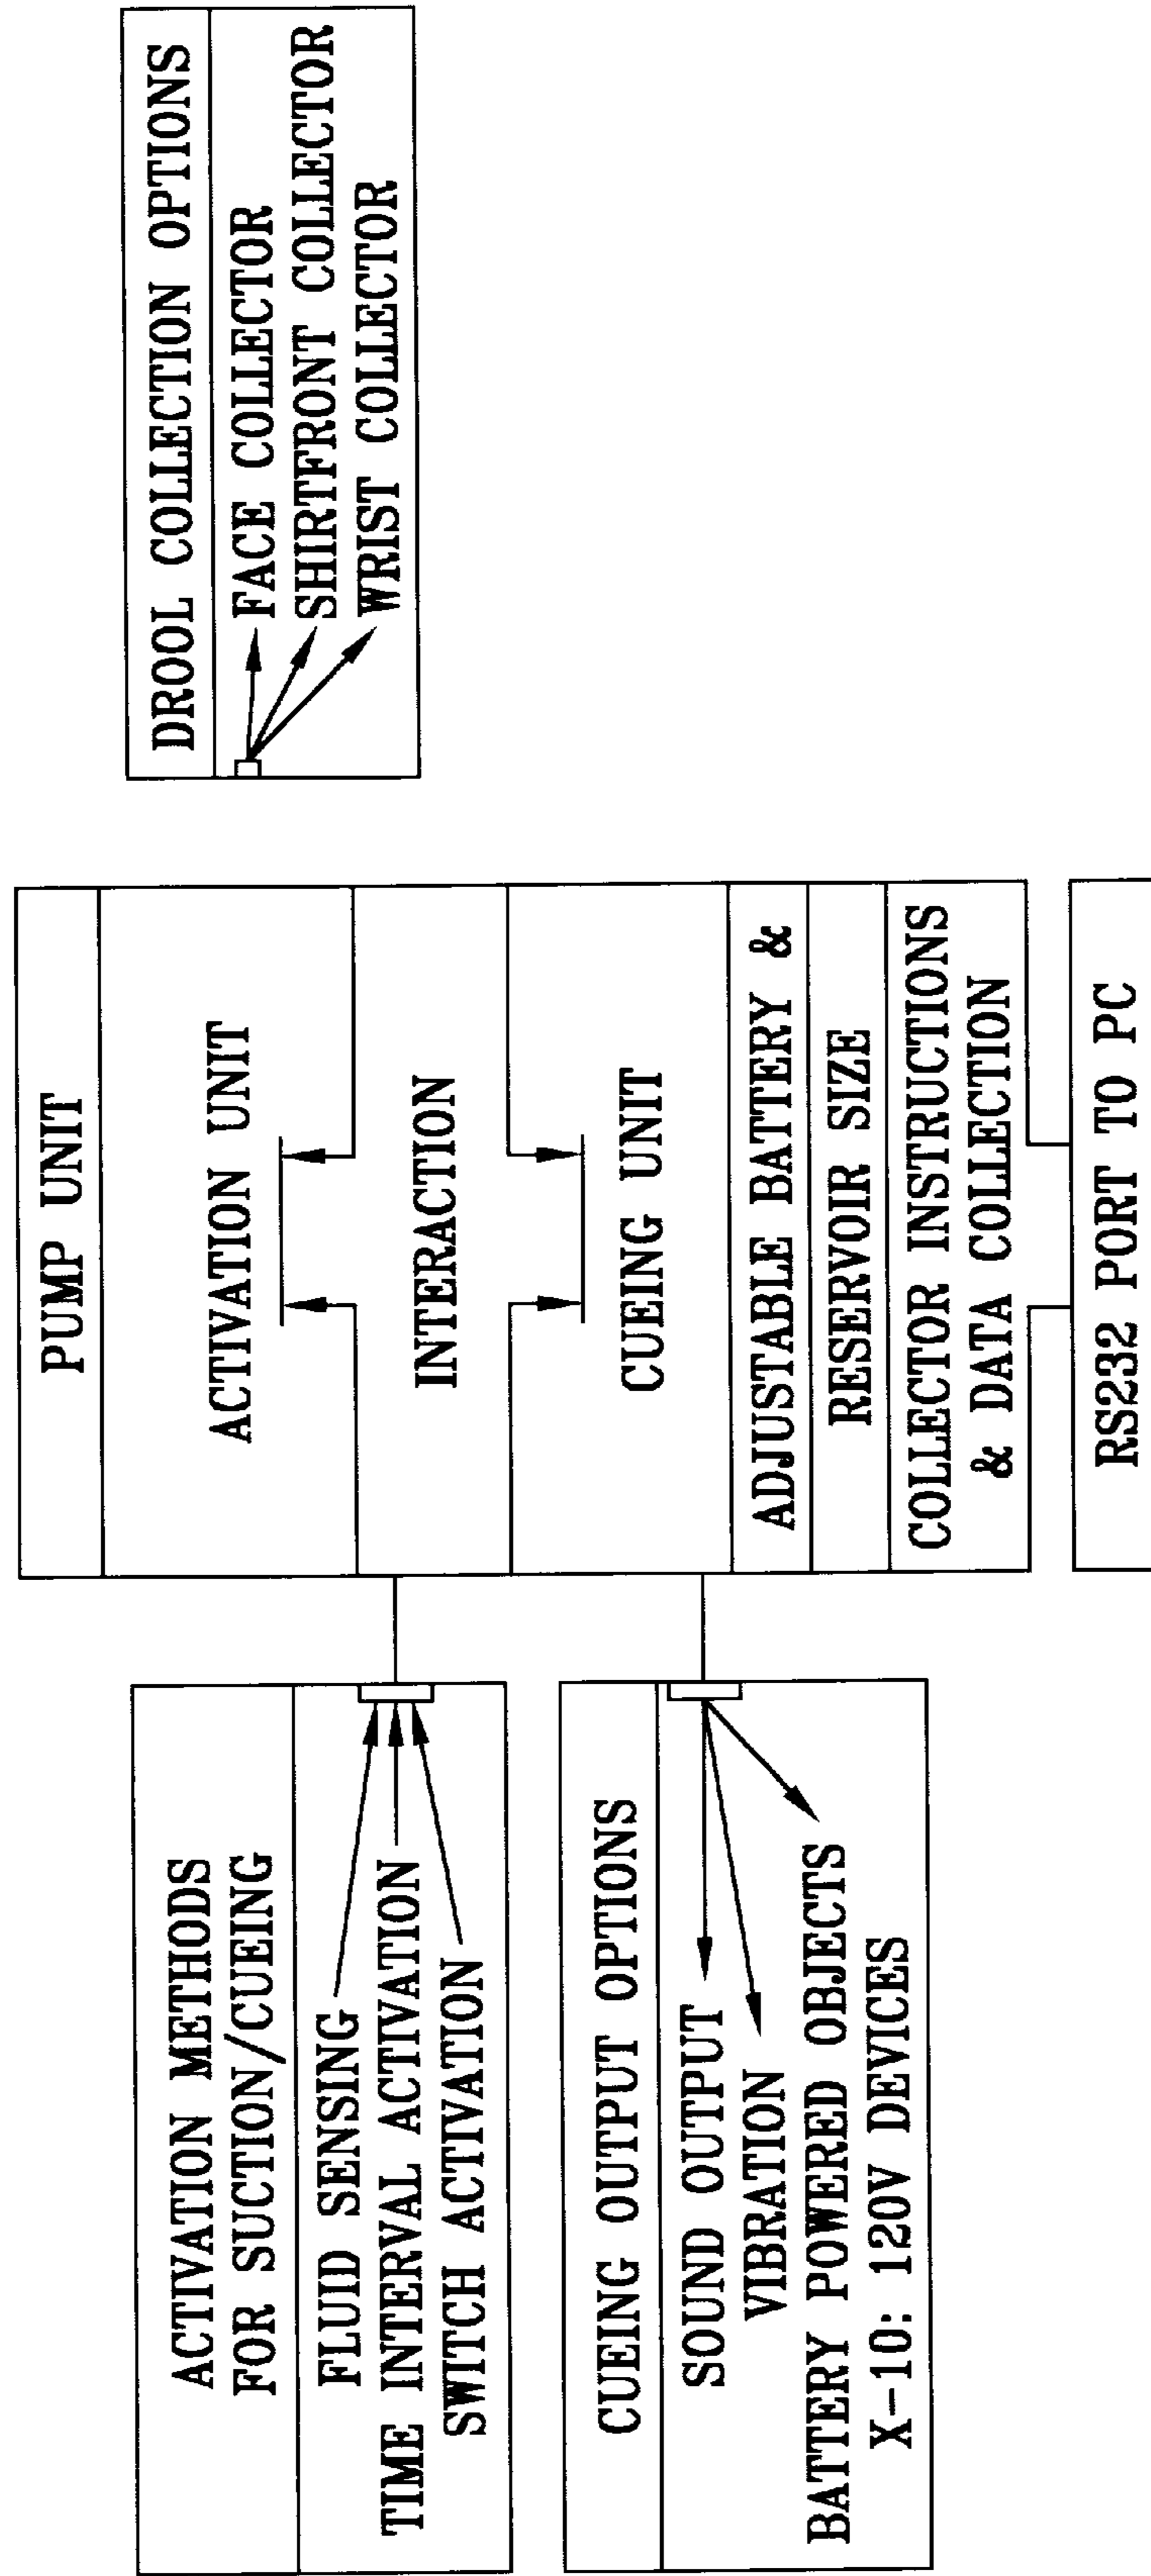 ACTIVATION METHODS
FOR SUCTION/CUEING
FLUID SENSING
TIME INTERVAL ACTIVATION
SWITCH ACTIVATION
CUEING OUTPUT OPTIONS
SOUND OUTPUT
VIBRATION
BATTERY POWERED OBJECTS
X-10: 120V DEVICES
PUMP UNIT
ACTIVATION UNIT
INTERACTION
CUEING UNIT
ADJUSTABLE BATTERY &
RESERVOIR SIZE
COLLECTOR INSTRUCTIONS
& DATA COLLECTION
RS232 PORT TO PC
DROOL COLLECTION OPTIONS
FACE COLLECTOR
SHIRTFRONT COLLECTOR
WRIST COLLECTOR